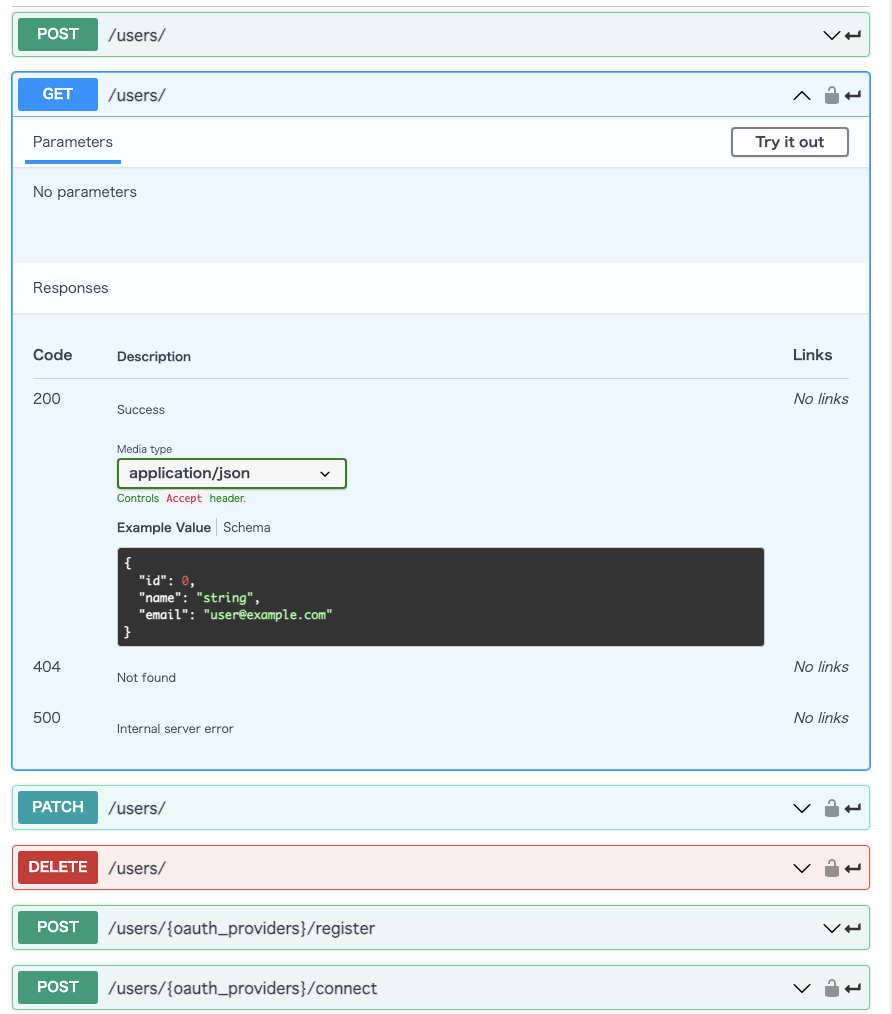 POST /users/
GET /users/
Parameters Try it out
No parameters
Responses
Code Description Links
200 Success No links
Media type
application/json
Controls Accept header.
Example Value Schema
{
"id": 0,
"name": "string",
"email": "user@example.com"
}
404 Not found No links
500 Internal server error No links
PATCH /users/
DELETE /users/
POST /users/{oauth_providers}/register
POST /users/{oauth_providers}/connect